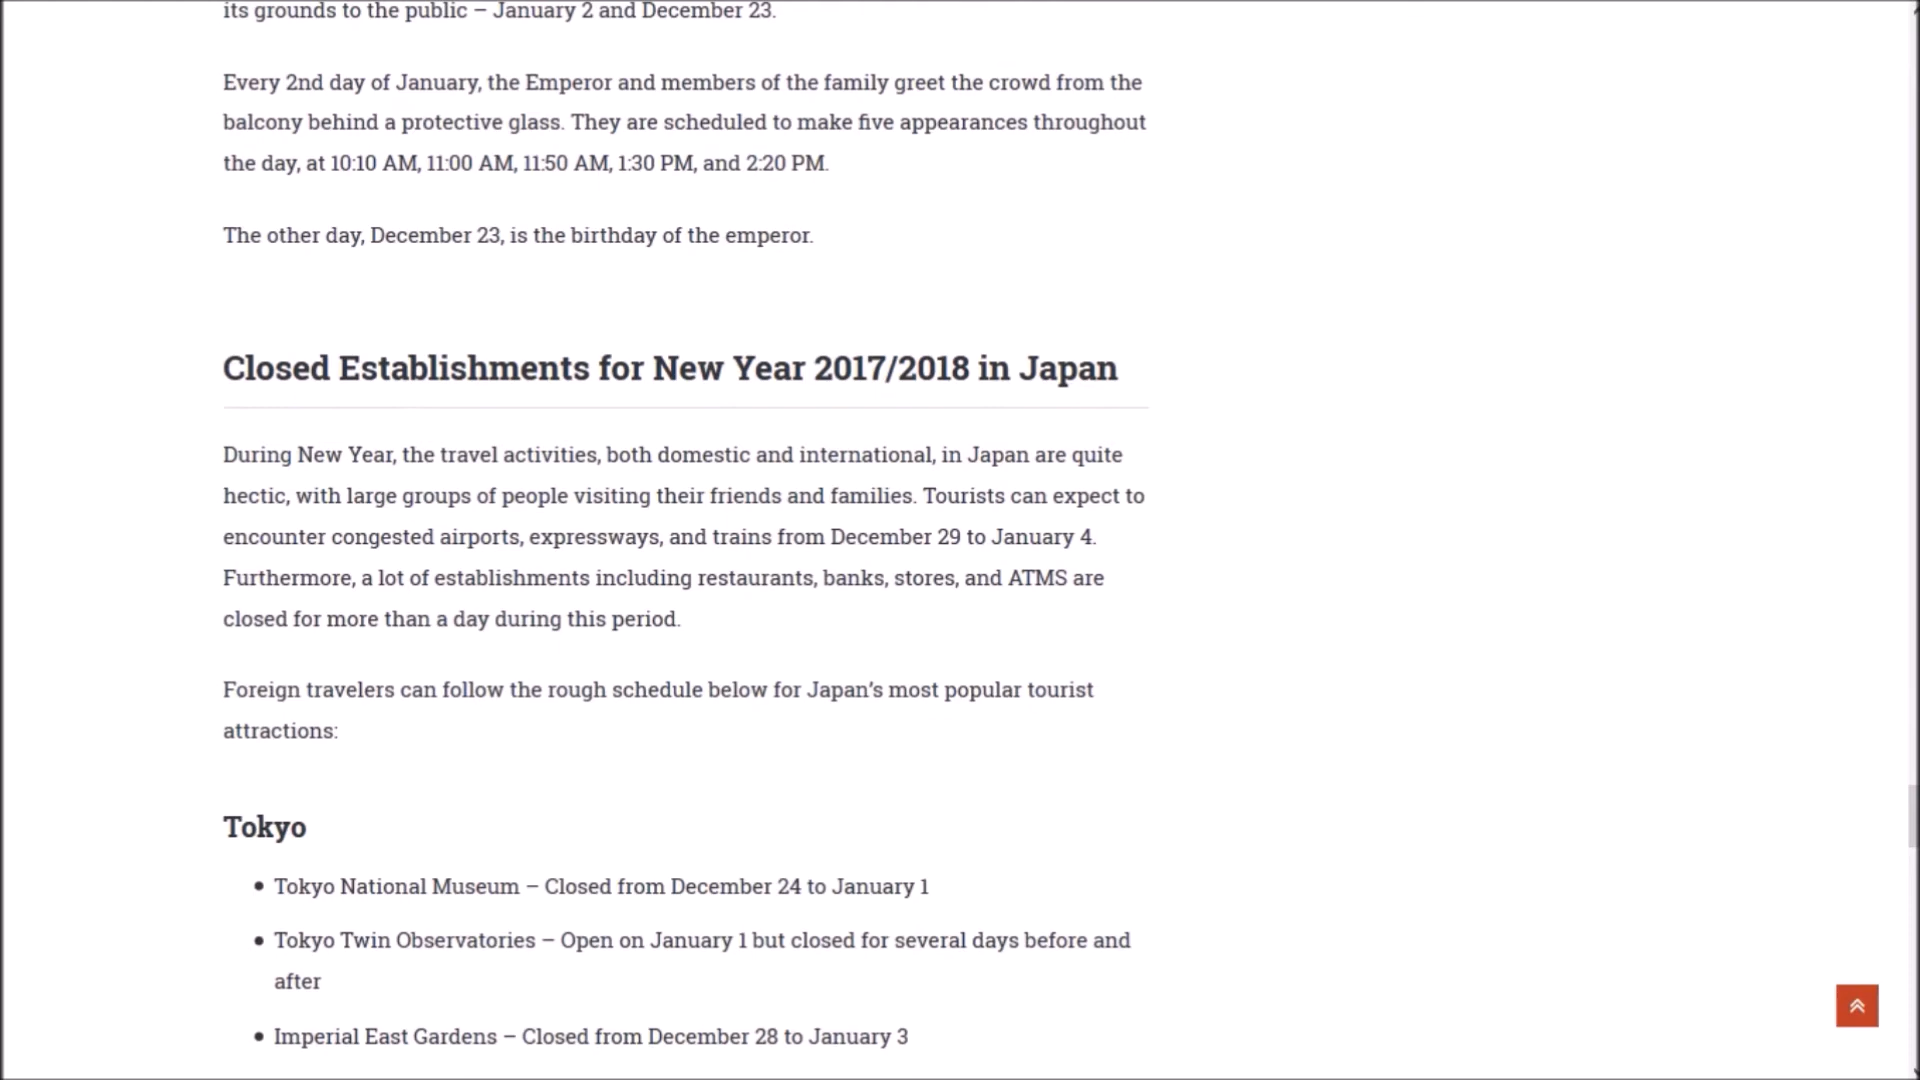 its grounds to the public – January 2 and December 23.
Every 2nd day of January, the Emperor and members of the family greet the crowd from the
balcony behind a protective glass. They are scheduled to make five appearances throughout
the day, at 10:10 AM, 11:00 AM, 11:50 AM, 1:30 PM, and 2:20 PM.
The other day, December 23, is the birthday of the emperor.
Closed Establishments for New Year 2017/2018 in Japan
During New Year, the travel activities, both domestic and international, in Japan are quite
hectic, with large groups of people visiting their friends and families. Tourists can expect to
encounter congested airports, expressways, and trains from December 29 to January 4.
Furthermore, a lot of establishments including restaurants, banks, stores, and ATMS are
closed for more than a day during this period.
Foreign travelers can follow the rough schedule below for Japan’s most popular tourist
attractions:
Tokyo
• Tokyo National Museum – Closed from December 24 to January 1
• Tokyo Twin Observatories – Open on January 1 but closed for several days before and
after
• Imperial East Gardens – Closed from December 28 to January 3